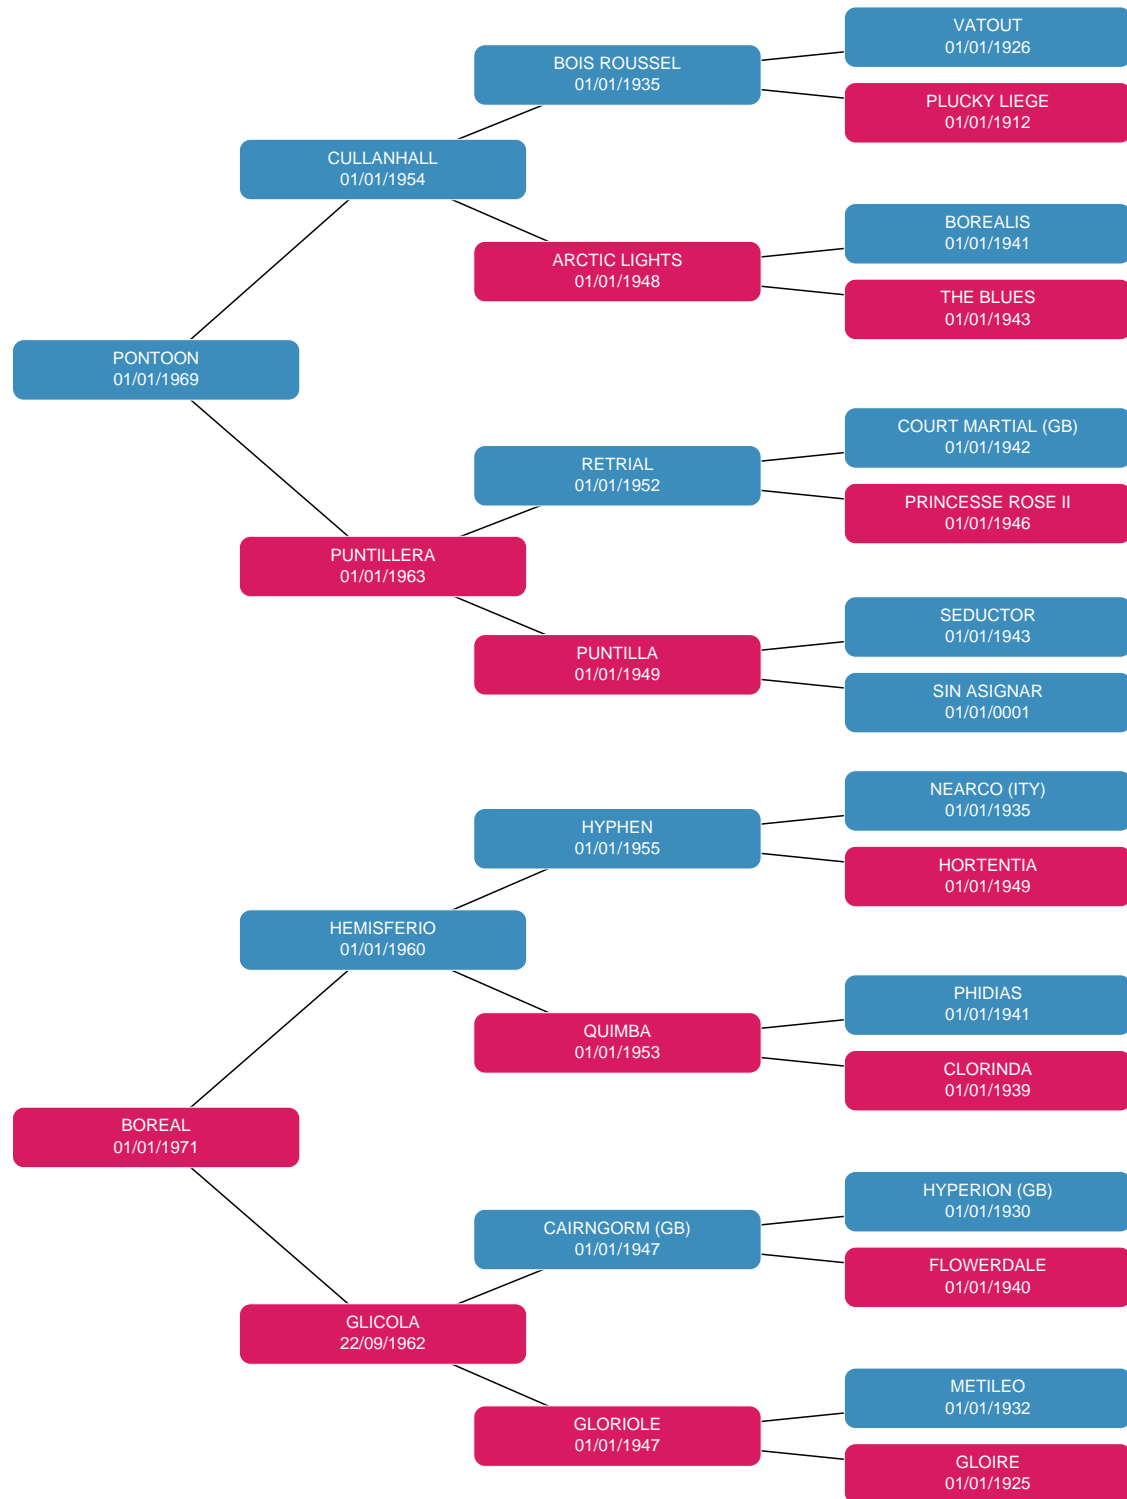 VATOUT
01/01/1926
BOIS ROUSSEL
01/01/1935
PLUCKY LIEGE
01/01/1912
CULLANHALL
01/01/1954
BOREALIS
01/01/1941
ARCTIC LIGHTS
01/01/1948
THE BLUES
01/01/1943
PONTOON
01/01/1969
COURT MARTIAL (GB)
01/01/1942
RETRIAL
01/01/1952
PRINCESSE ROSE II
01/01/1946
PUNTILLERA
01/01/1963
SEDUCTOR
01/01/1943
PUNTILLA
01/01/1949
SIN ASIGNAR
01/01/0001
NEARCO (ITY)
01/01/1935
HYPHEN
01/01/1955
HORTENTIA
01/01/1949
HEMISFERIO
01/01/1960
PHIDIAS
01/01/1941
QUIMBA
01/01/1953
CLORINDA
01/01/1939
BOREAL
01/01/1971
HYPERION (GB)
01/01/1930
CAIRNGORM (GB)
01/01/1947
FLOWERDALE
01/01/1940
GLICOLA
22/09/1962
METILEO
01/01/1932
GLORIOLE
01/01/1947
GLOIRE
01/01/1925